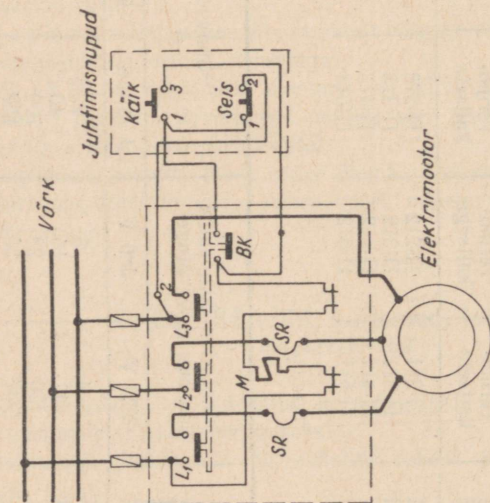 Võrk
Juhtimisnupud
Käik
1 3
Seis
1 2
2
L1 L2 L3
BK
M
SR SR
Elektrimootor